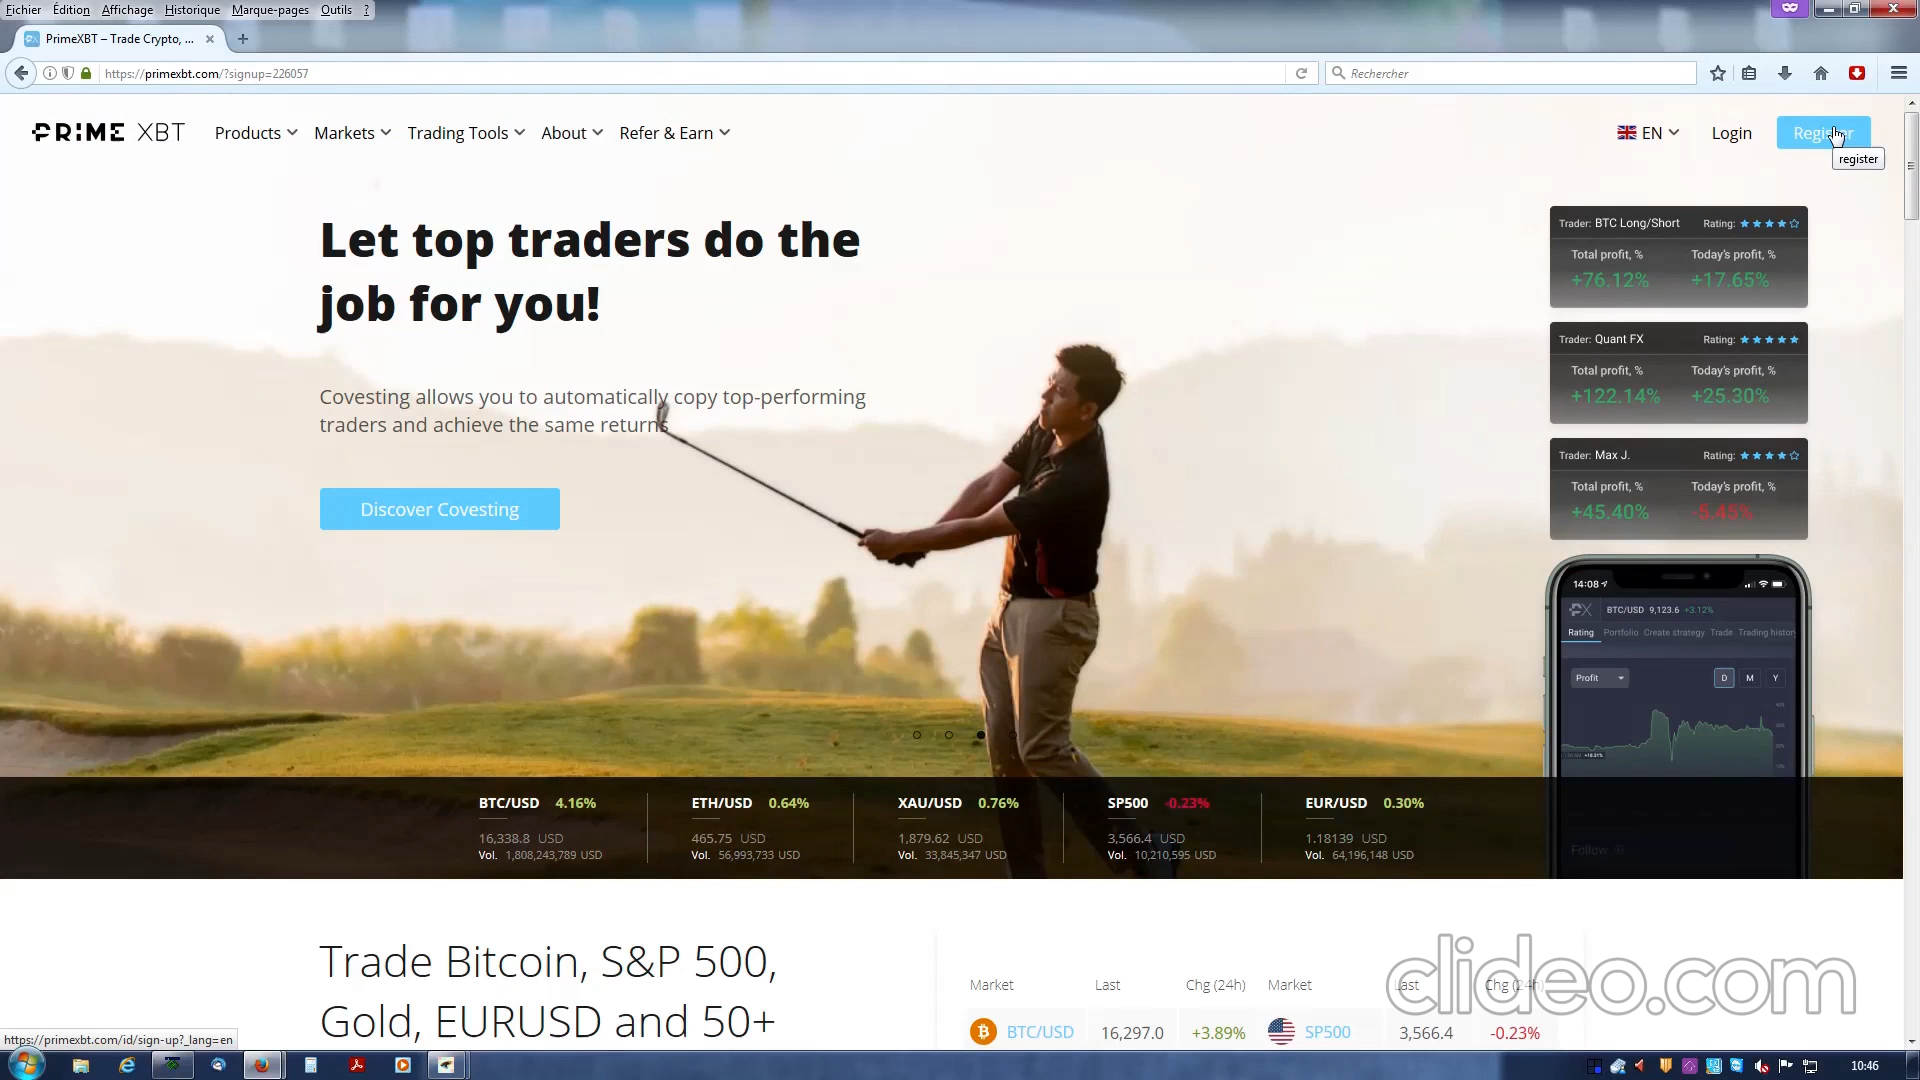 Fichier Édition Affichage Historique Marque-pages Outils ?
PrimeXBT – Trade Crypto, ...
https://primexbt.com/?signup=226057
Rechercher
PRIME XBT Products Markets Trading Tools About Refer & Earn EN Login Register
register
Let top traders do the
job for you!
Covesting allows you to automatically copy top-performing
traders and achieve the same returns
Discover Covesting
Trader: BTC Long/Short Rating:
Total profit, % Today's profit, %
+76.12% +17.65%
Trader: Quant FX Rating:
Total profit, % Today's profit, %
+122.14% +25.30%
Trader: Max J. Rating:
Total profit, % Today's profit, %
+45.40% -5.45%
14:08
BTC/USD 9,123.6 +3.12%
Rating Portfolio Create strategy Trade Trading history
Profit D M Y
Follow
BTC/USD 4.16%
16,338.8 USD
Vol. 1,808,243,789 USD
ETH/USD 0.64%
465.75 USD
Vol. 56,993,733 USD
XAU/USD 0.76%
1,879.62 USD
Vol. 33,845,347 USD
SP500 -0.23%
3,566.4 USD
Vol. 10,210,595 USD
EUR/USD 0.30%
1.18139 USD
Vol. 64,196,148 USD
Trade Bitcoin, S&P 500,
Gold, EURUSD and 50+
Market Last Chg (24h) Market Last Chg (24h)
BTC/USD 16,297.0 +3.89% SP500 3,566.4 -0.23%
clideo.com
https://primexbt.com/id/sign-up?_lang=en
10:46